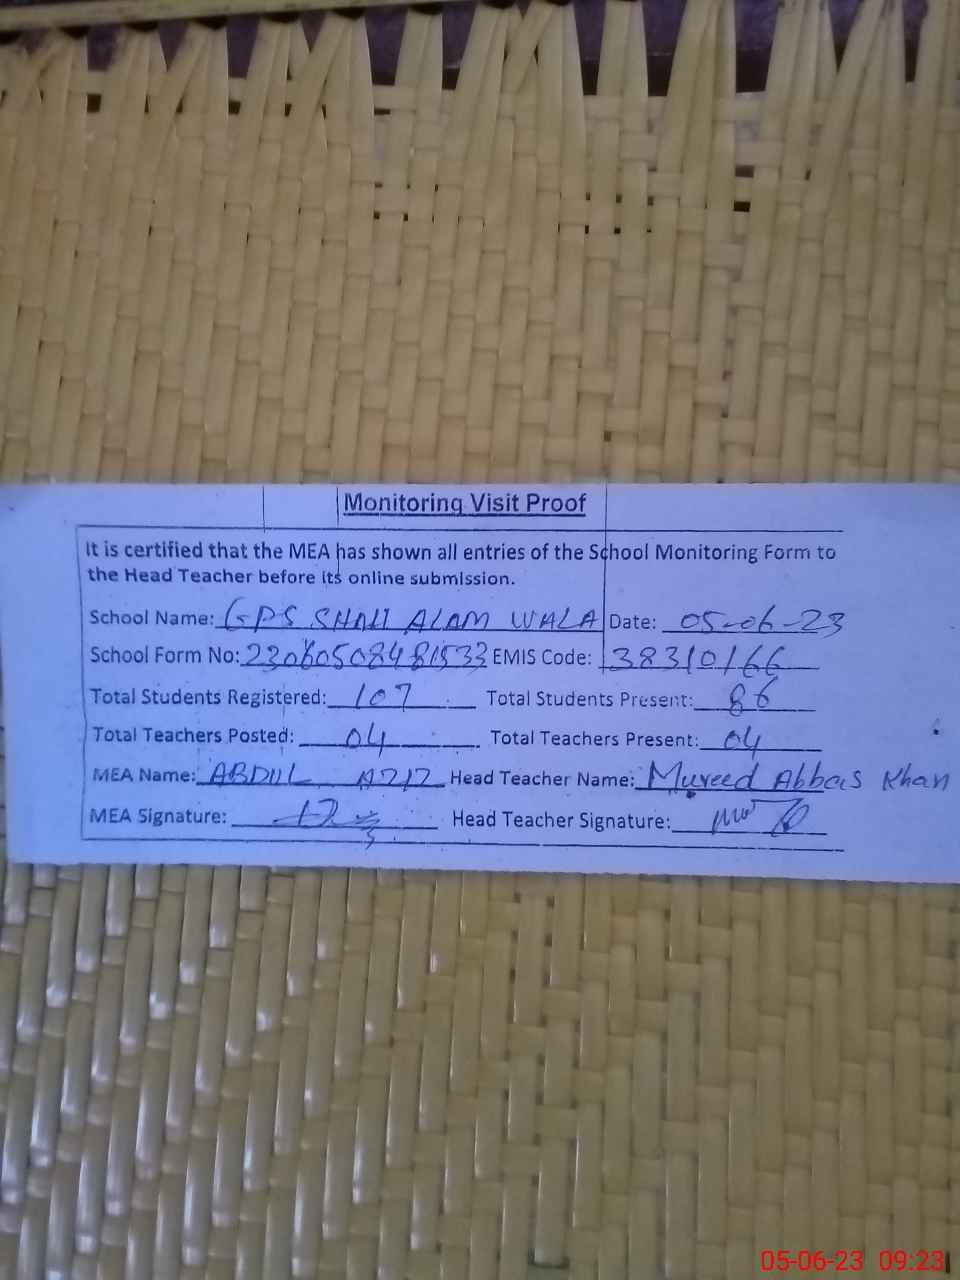 Monitoring Visit Proof
It is certified that the MEA has shown all entries of the School Monitoring Form to
the Head Teacher before its online submission.
School Name: GPS SHAH ALAM WALA Date: 05-06-23
School Form No: 23060508481533 EMIS Code: 38310166
Total Students Registered: 107 Total Students Present: 86
Total Teachers Posted: 04 Total Teachers Present: 04
MEA Name: ABDUL AZIZ Head Teacher Name: Mureed Abbas Khan
MEA Signature: Head Teacher Signature:
05-06-23 09:23